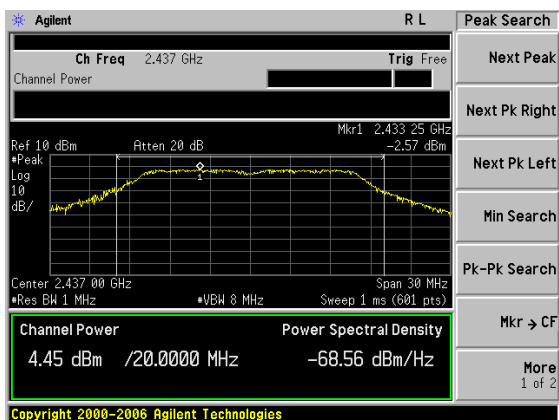 Agilent R L Peak Search
Ch Freq 2.437 GHz Trig Free
Channel Power
Next Peak
Next Pk Right
Mkr1 2.433 25 GHz
Ref 10 dBm Atten 20 dB -2.57 dBm
#Peak
Log
10
dB/
1
Next Pk Left
Min Search
Pk-Pk Search
Center 2.437 00 GHz Span 30 MHz
#Res BW 1 MHz #VBW 8 MHz Sweep 1 ms (601 pts)
Channel Power Power Spectral Density
4.45 dBm /20.0000 MHz -68.56 dBm/Hz
Mkr → CF
More
1 of 2
Copyright 2000-2006 Agilent Technologies